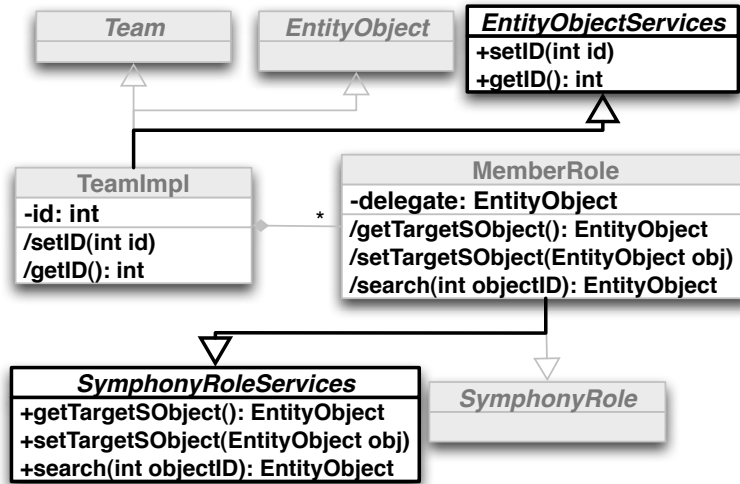 Team
EntityObject
EntityObjectServices
+setID(int id)
+getID(): int
TeamImpl
-id: int
/setID(int id)
/getID(): int
*
MemberRole
-delegate: EntityObject
/getTargetSObject(): EntityObject
/setTargetSObject(EntityObject obj)
/search(int objectID): EntityObject
SymphonyRoleServices
+getTargetSObject(): EntityObject
+setTargetSObject(EntityObject obj)
+search(int objectID): EntityObject
SymphonyRole